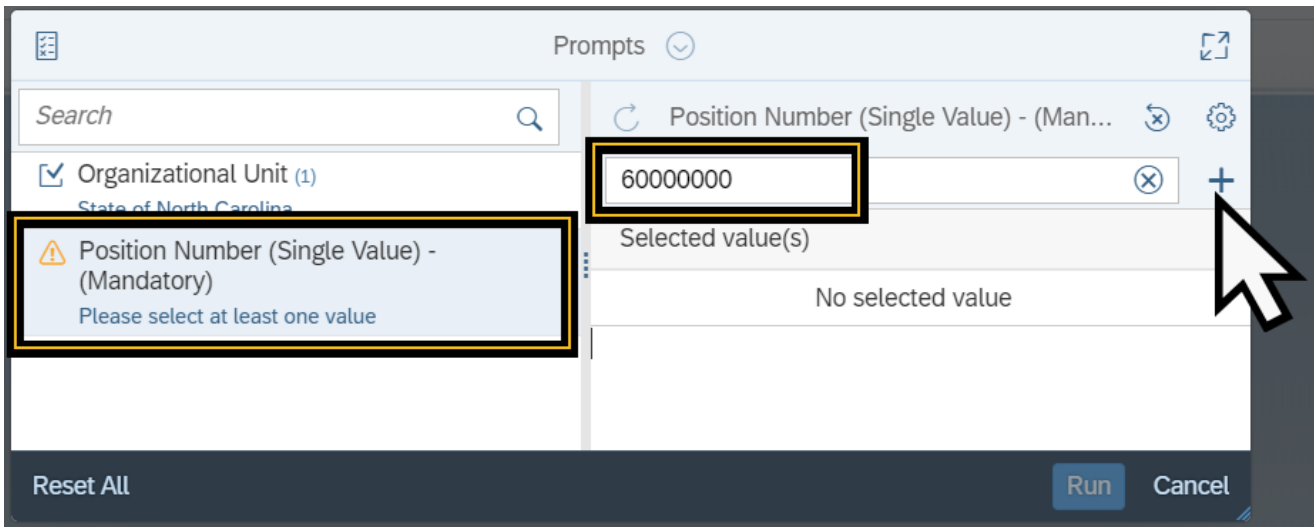 Prompts
Search
Position Number (Single Value) - (Man...
Organizational Unit (1)
State of North Carolina
60000000
Position Number (Single Value) -
(Mandatory)
Please select at least one value
Selected value(s)
No selected value
Reset All
Run
Cancel